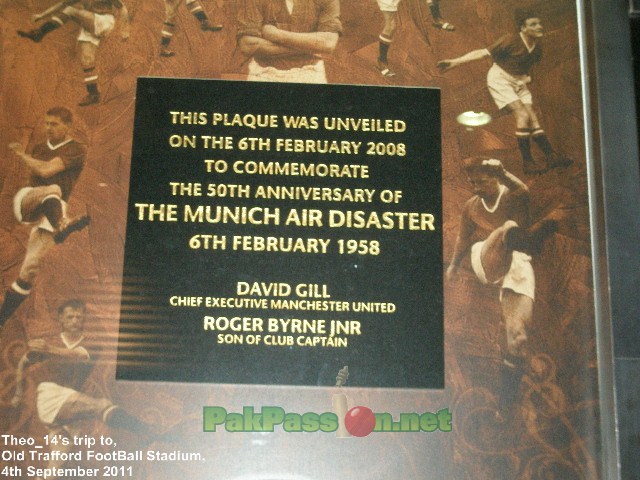 THIS PLAQUE WAS UNVEILED
ON THE 6TH FEBRUARY 2008
TO COMMEMORATE
THE 50TH ANNIVERSARY OF
THE MUNICH AIR DISASTER
6TH FEBRUARY 1958
DAVID GILL
CHIEF EXECUTIVE MANCHESTER UNITED
ROGER BYRNE JNR
SON OF CLUB CAPTAIN
PakPassion.net
Theo_14's trip to,
Old Trafford FootBall Stadium,
4th September 2011